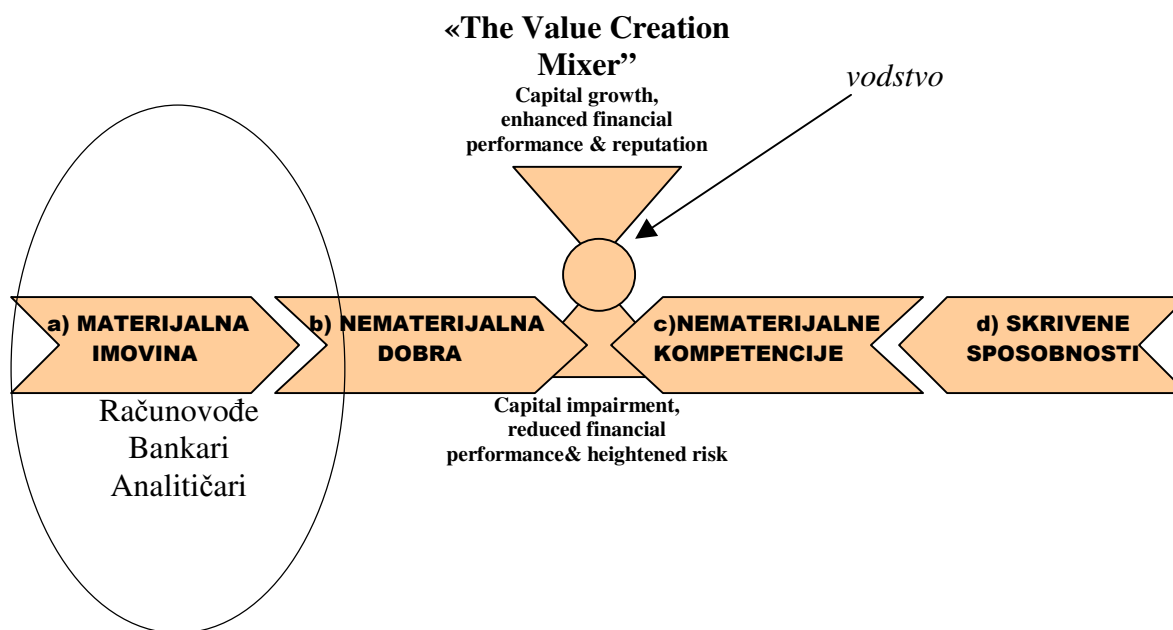 «The Value Creation
Mixer”
Capital growth,
enhanced financial
performance & reputation
vodstvo
a) MATERIJALNA
IMOVINA
b) NEMATERIJALNA
DOBRA
c)NEMATERIJALNE
KOMPETENCIJE
d) SKRIVENE
SPOSOBNOSTI
Računovođe
Bankari
Analitičari
Capital impairment,
reduced financial
performance& heightened risk